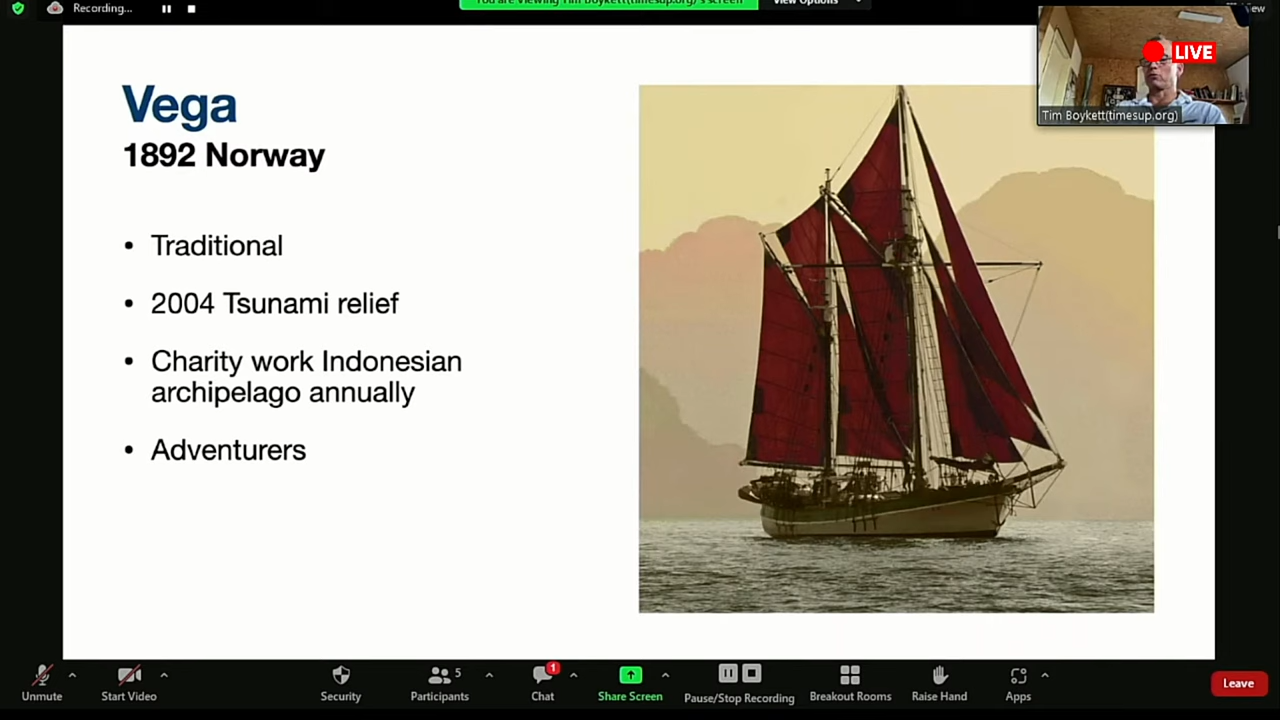 Recording...
You are viewing Tim Boykett(timesup.org)'s screen
View Options
LIVE
Tim Boykett(timesup.org)
Vega
1892 Norway
• Traditional
• 2004 Tsunami relief
• Charity work Indonesian
archipelago annually
• Adventurers
Unmute
Start Video
Security
5
Participants
1
Chat
Share Screen
Pause/Stop Recording
Breakout Rooms
Raise Hand
Apps
Leave